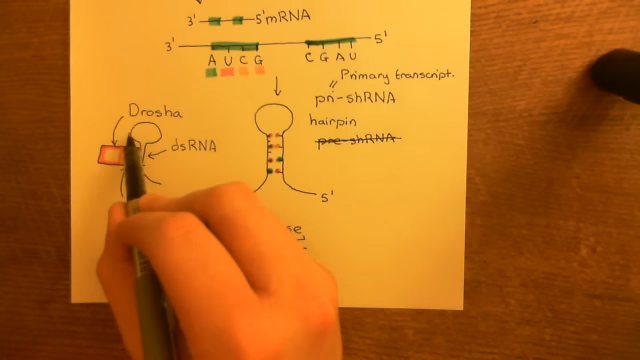 3' 5' mRNA
3' 5'
A U C G C G A U
Primary transcript.
pri-shRNA
hairpin
pre-shRNA
Drosha
dsRNA
5'